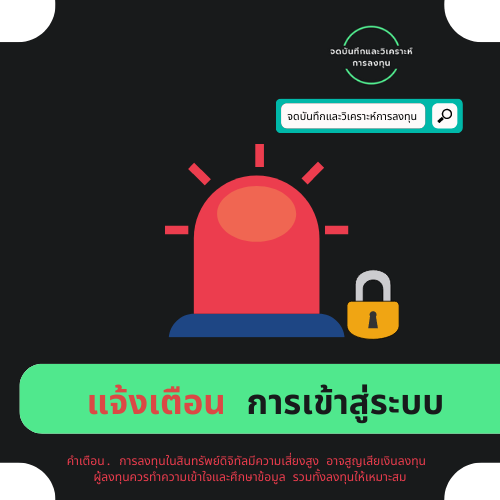 จดบันทึกและวิเคราะห์
การลงทุน
จดบันทึกและวิเคราะห์การลงทุน
แจ้งเตือน การเข้าสู่ระบบ
คำเตือน. การลงทุนในสินทรัพย์ดิจิทัลมีความเสี่ยงสูง อาจสูญเสียเงินลงทุน
ผู้ลงทุนควรทำความเข้าใจและศึกษาข้อมูล รวมทั้งลงทุนให้เหมาะสม